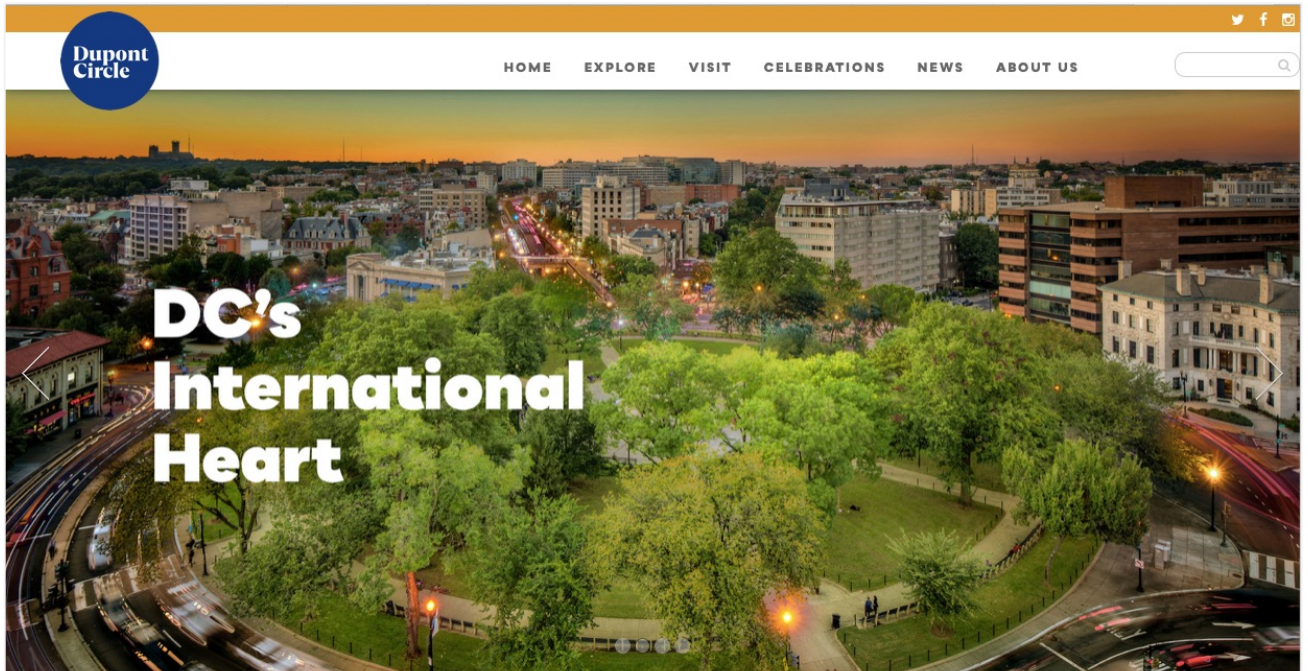 Dupont
Circle
HOME EXPLORE VISIT CELEBRATIONS NEWS ABOUT US
DC's
International
Heart